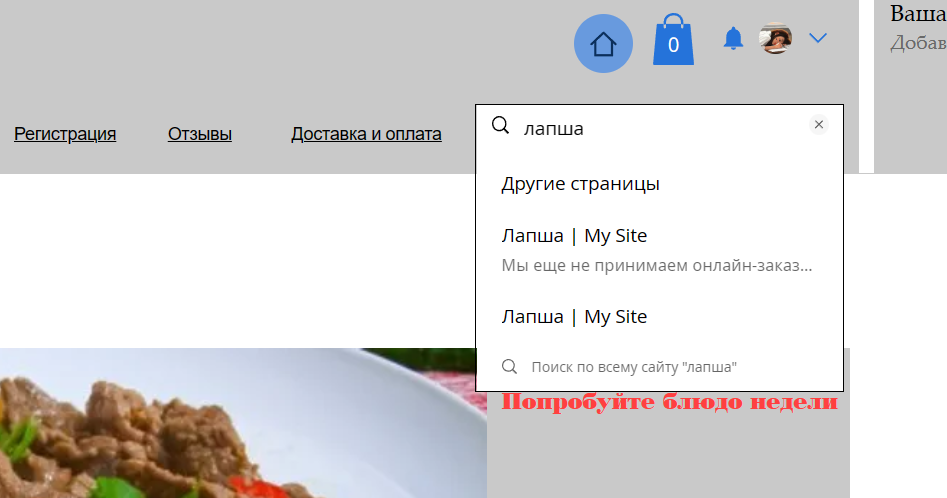 Ваша
Добав
0
Регистрация
Отзывы
Доставка и оплата
лапша
Другие страницы
Лапша | My Site
Мы еще не принимаем онлайн-заказ...
Лапша | My Site
Поиск по всему сайту "лапша"
Попробуйте блюдо недели